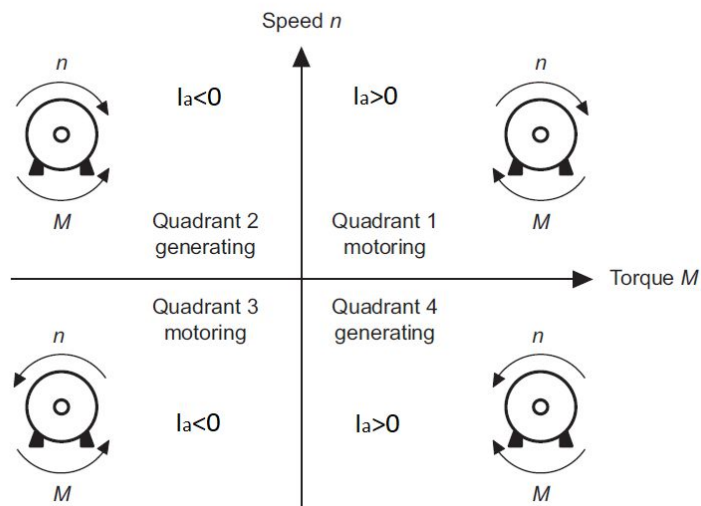 Speed n
n
Ia<0
Ia>0
n
M
Quadrant 2
generating
Quadrant 1
motoring
M
Torque M
Quadrant 3
motoring
Quadrant 4
generating
n
n
Ia<0
Ia>0
M
M